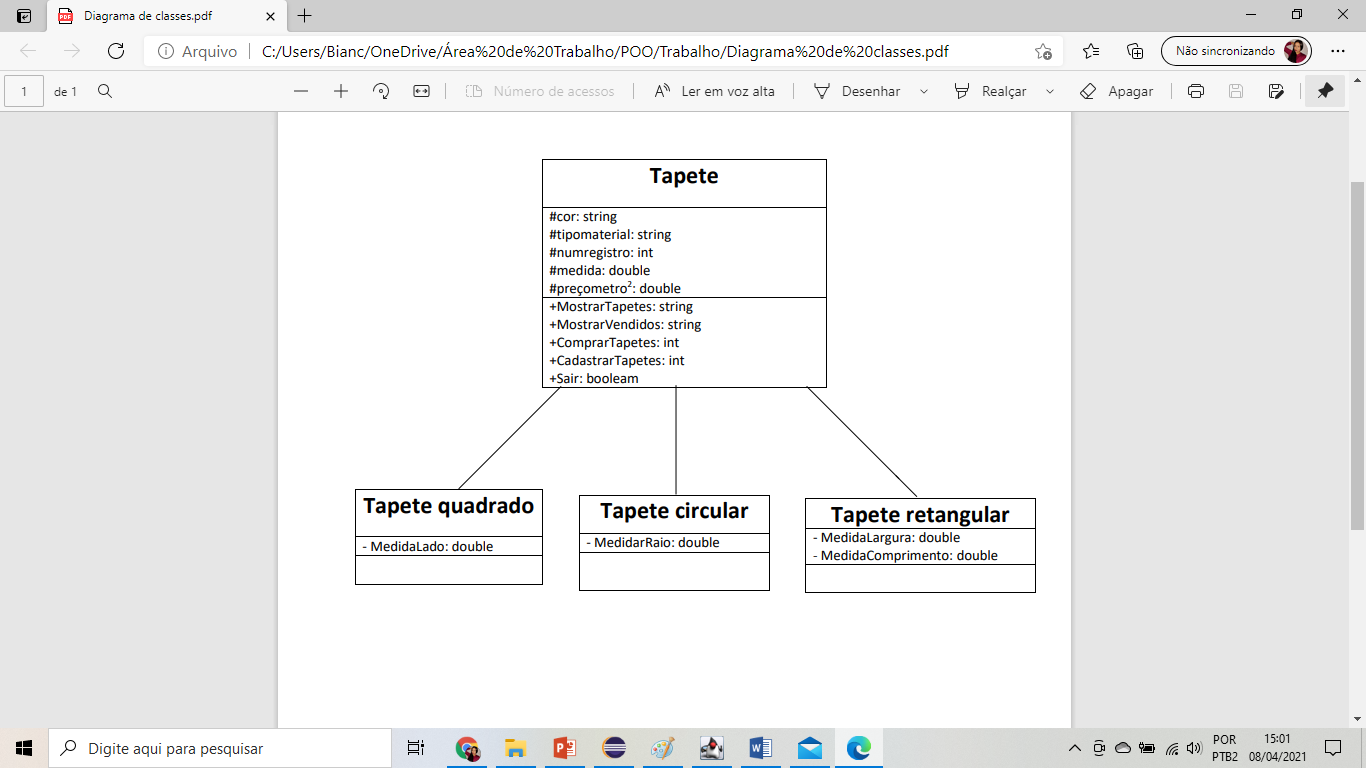 Diagrama de classes.pdf
Arquivo
C:/Users/Bianc/OneDrive/Área%20de%20Trabalho/POO/Trabalho/Diagrama%20de%20classes.pdf
Não sincronizando
1 de 1
Número de acessos
Ler em voz alta
Desenhar
Realçar
Apagar
Tapete
#cor: string
#tipomaterial: string
#numregistro: int
#medida: double
#preçometro²: double
+MostrarTapetes: string
+MostrarVendidos: string
+ComprarTapetes: int
+CadastrarTapetes: int
+Sair: booleam
Tapete quadrado
- MedidaLado: double
Tapete circular
- MedidarRaio: double
Tapete retangular
- MedidaLargura: double
- MedidaComprimento: double
Digite aqui para pesquisar
POR
PTB2
15:01
08/04/2021